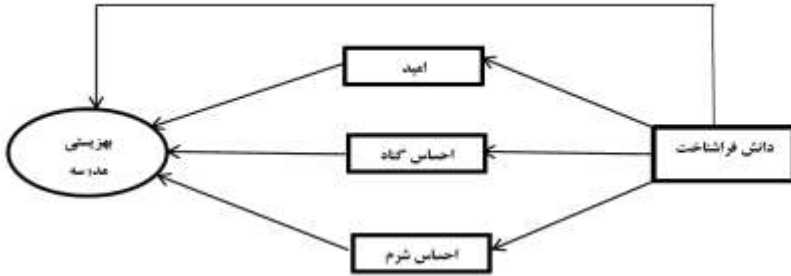 امید
دانش فراشناخت
احساس گناه
بهزیستی
مدرسه
احساس شرم